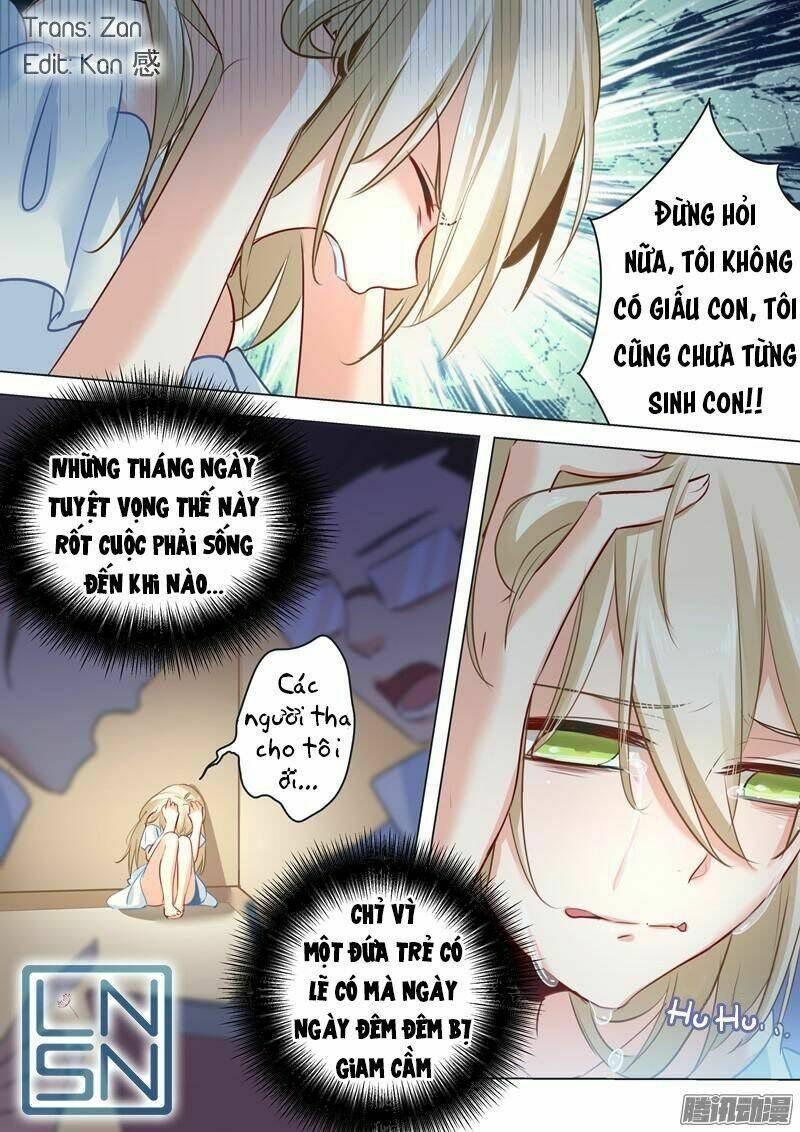 Trans: Zan
Edit: Kan 感
ĐỪNG HỎI
NỮA, TÔI KHÔNG
CÓ GIẤU CON, TÔI
CŨNG CHƯA TỪNG
SINH CON!!
NHỮNG THÁNG NGÀY
TUYỆT VỌNG THẾ NÀY
RỐT CUỘC PHẢI SỐNG
ĐẾN KHI NÀO...
Các
người tha
cho tôi
đi...
CHỈ VÌ
MỘT ĐỨA TRẺ CÓ
LẼ CÓ MÀ NGÀY
NGÀY ĐÊM ĐÊM BỊ
GIAM CẦM
Hu Hu...
LN
SN
腾讯动漫